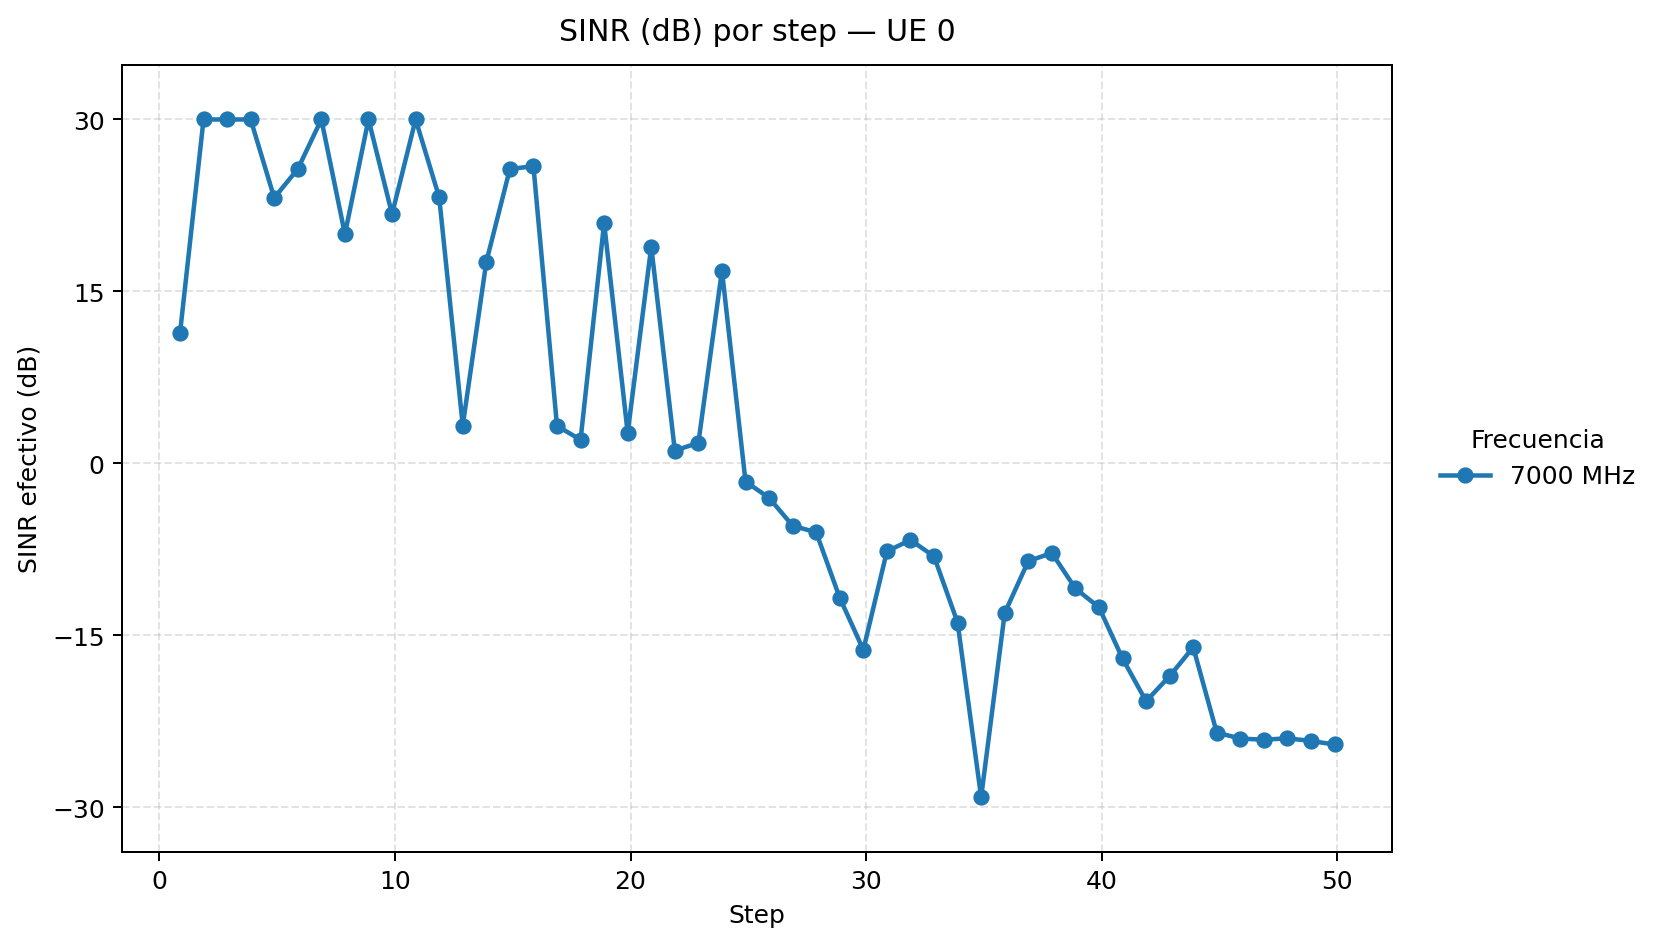 SINR (dB) por step — UE 0
SINR efectivo (dB)
30
15
0
−15
−30
0 10 20 30 40 50
Step
Frecuencia
7000 MHz